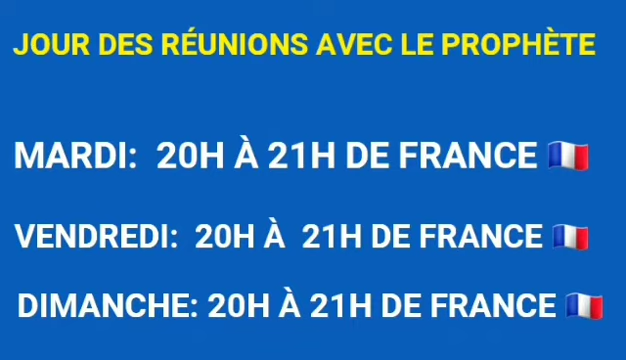 JOUR DES RÉUNIONS AVEC LE PROPHÈTE
MARDI: 20H À 21H DE FRANCE 🇫🇷
VENDREDI: 20H À 21H DE FRANCE 🇫🇷
DIMANCHE: 20H À 21H DE FRANCE 🇫🇷